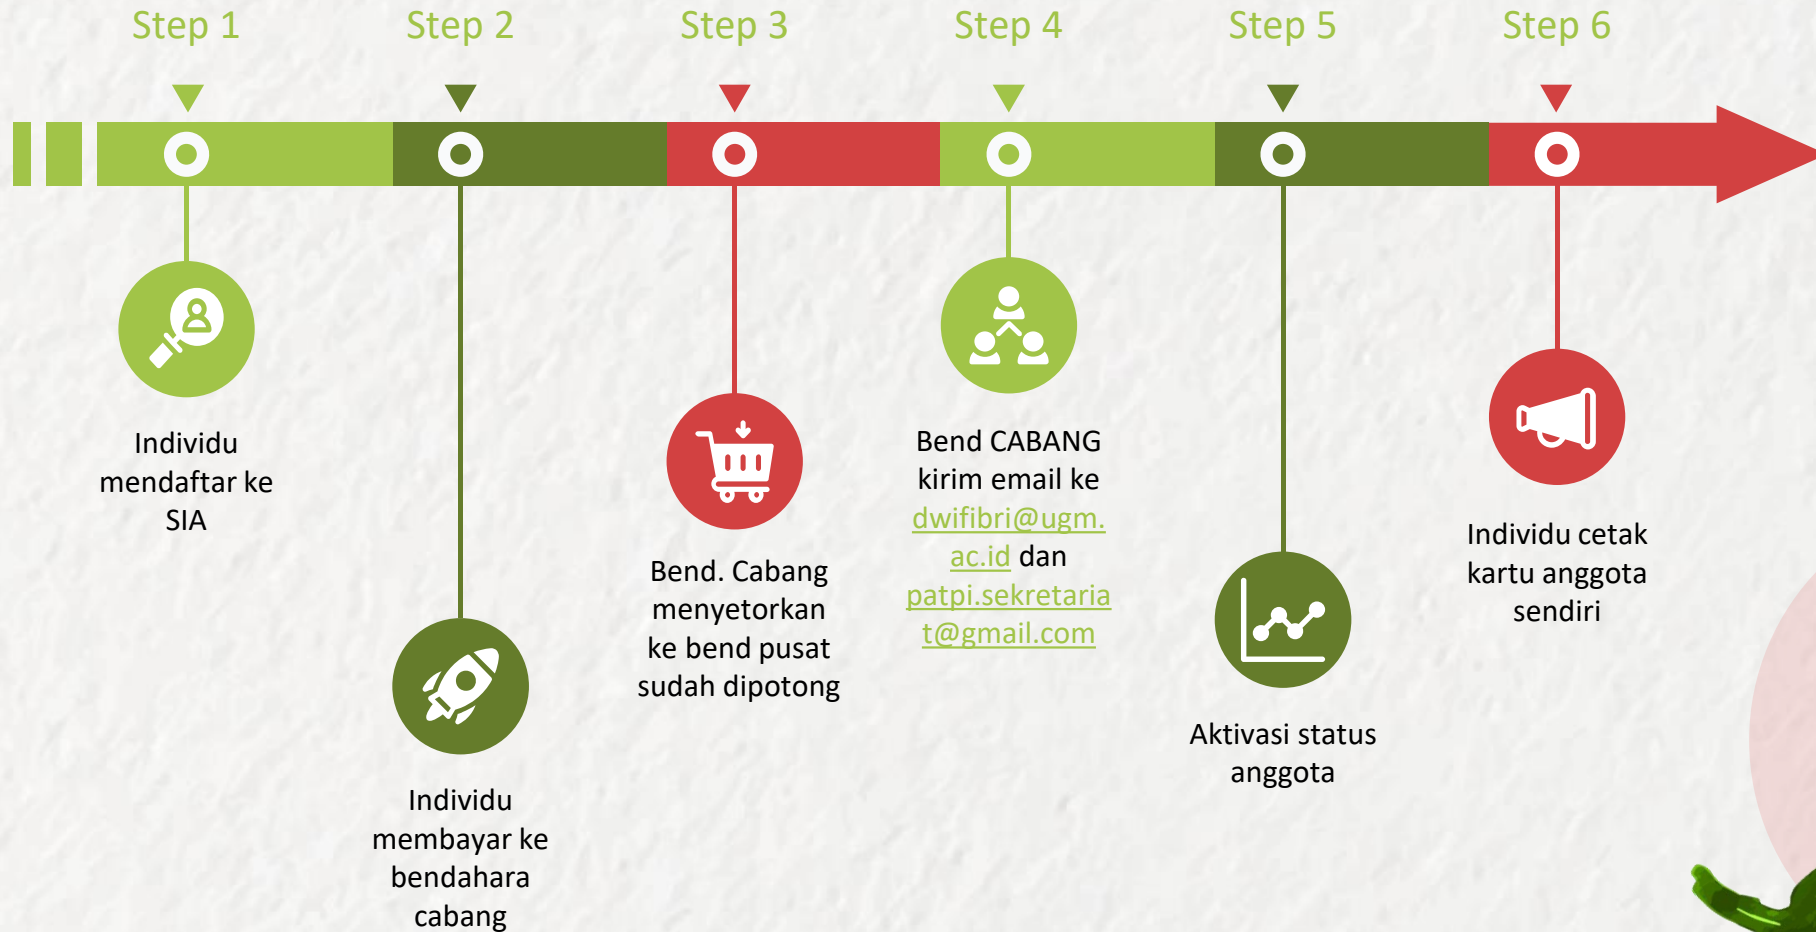 Step 1
Step 2
Step 3
Step 4
Step 5
Step 6
Individu
mendaftar ke
SIA
Individu
membayar ke
bendahara
cabang
Bend. Cabang
menyetorkan
ke bend pusat
sudah dipotong
Bend CABANG
kirim email ke
dwifibri@ugm.
ac.id dan
patpi.sekretaria
t@gmail.com
Aktivasi status
anggota
Individu cetak
kartu anggota
sendiri